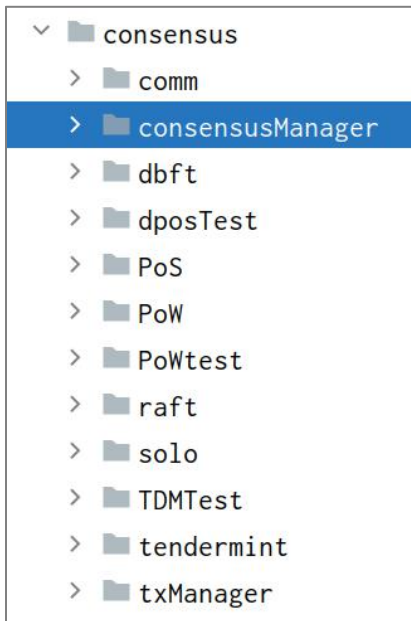 consensus
comm
consensusManager
dbft
dposTest
PoS
PoW
PoWtest
raft
solo
TDMTest
tendermint
txManager